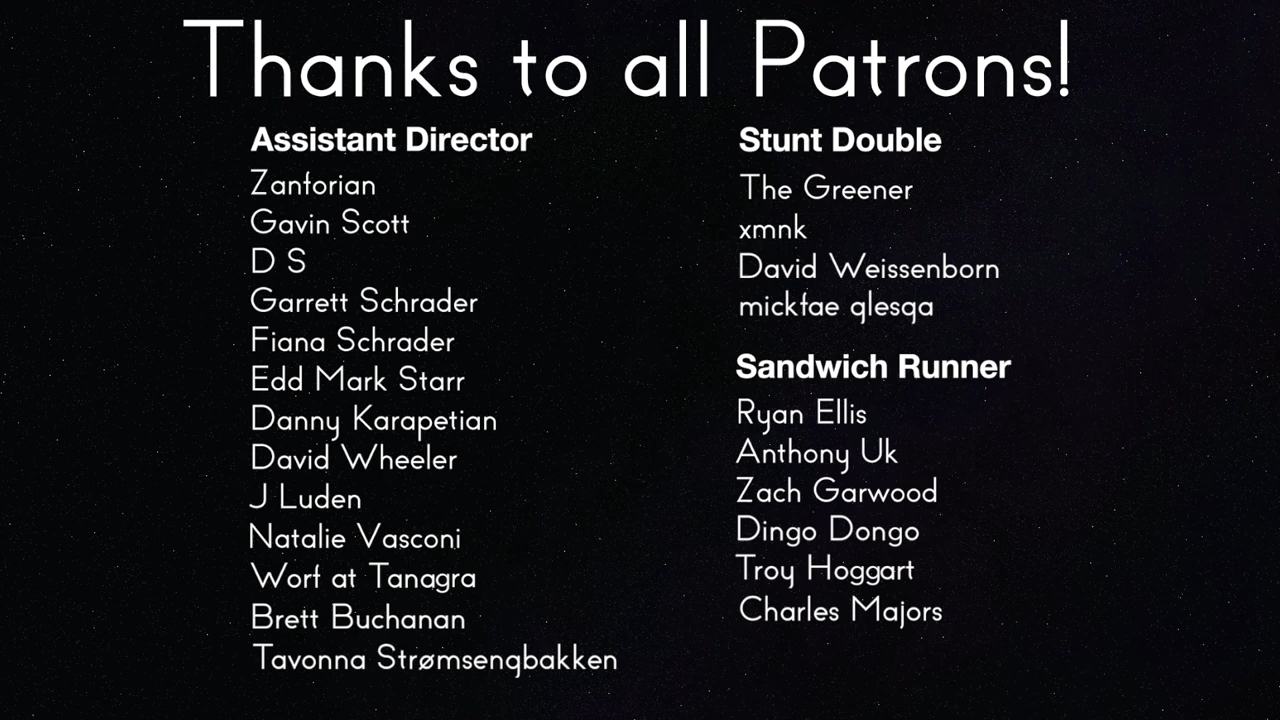 Thanks to all Patrons!
Assistant Director
Zanforian
Gavin Scott
D S
Garrett Schrader
Fiana Schrader
Edd Mark Starr
Danny Karapetian
David Wheeler
J Luden
Natalie Vasconi
Worf at Tanagra
Brett Buchanan
Tavonna Strømsengbakken
Stunt Double
The Greener
xmnk
David Weissenborn
mickfae qlesqa
Sandwich Runner
Ryan Ellis
Anthony Uk
Zach Garwood
Dingo Dongo
Troy Hoggart
Charles Majors